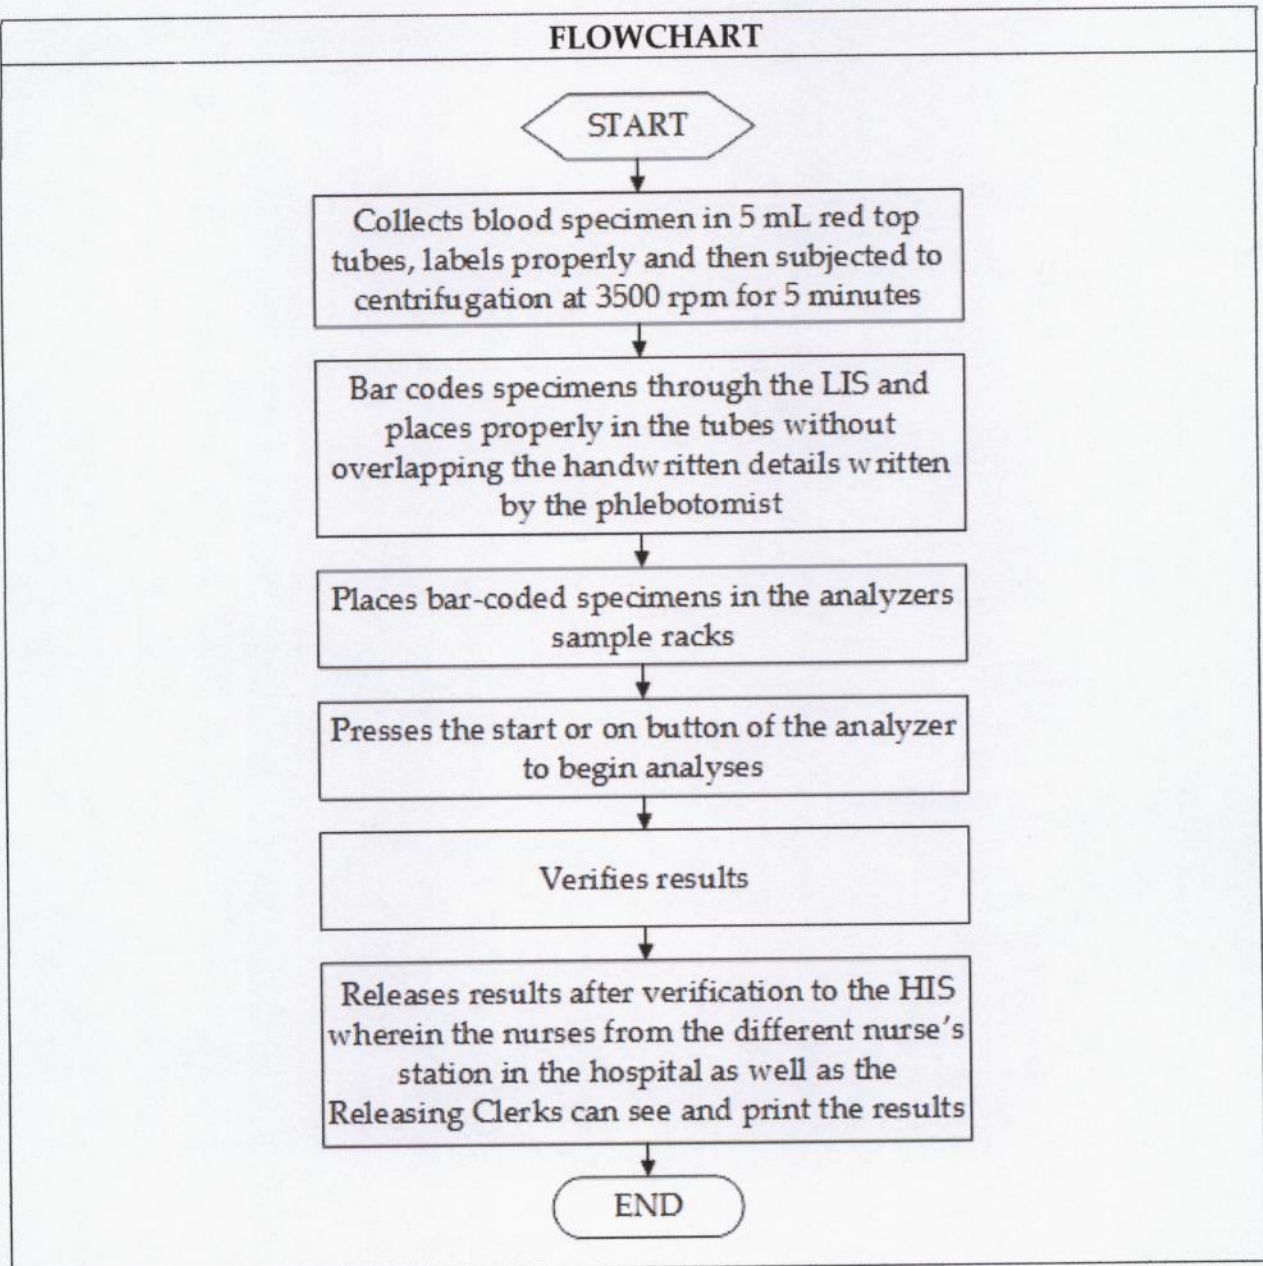 FLOWCHART
START
Collects blood specimen in 5 mL red top
tubes, labels properly and then subjected to
centrifugation at 3500 rpm for 5 minutes
Bar codes specimens through the LIS and
places properly in the tubes without
overlapping the handwritten details written
by the phlebotomist
Places bar-coded specimens in the analyzers
sample racks
Presses the start or on button of the analyzer
to begin analyses
Verifies results
Releases results after verification to the HIS
wherein the nurses from the different nurse's
station in the hospital as well as the
Releasing Clerks can see and print the results
END